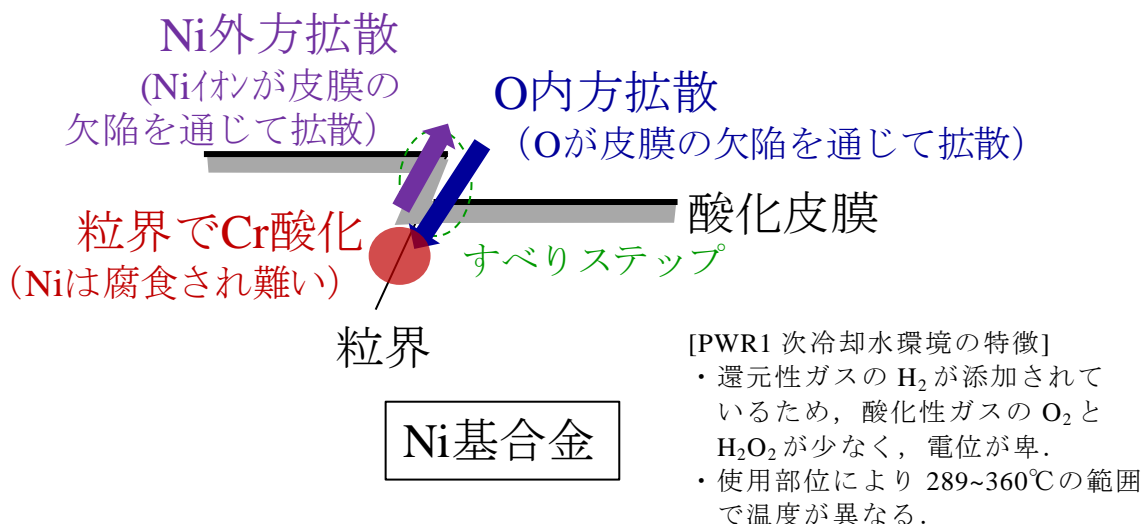 Ni外方拡散
(Niｲｵﾝが皮膜の
欠陥を通じて拡散）
O内方拡散
（Oが皮膜の欠陥を通じて拡散）
酸化皮膜
粒界でCr酸化
（Niは腐食され難い）
すべりステップ
粒界
Ni基合金
[PWR1 次冷却水環境の特徴]
・還元性ガスの H₂ が添加されて
いるため，酸化性ガスの O₂ と
H₂O₂ が少なく，電位が卑．
・使用部位により 289~360℃の範囲
で温度が異なる．